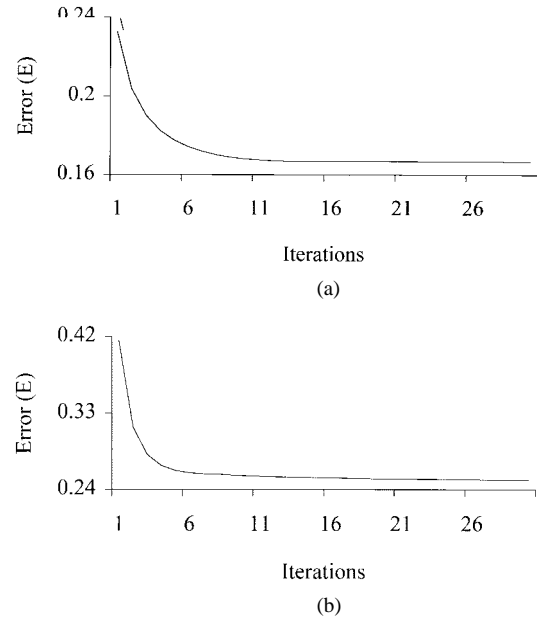 0.24
0.2
0.16
Error (E)
1 6 11 16 21 26
Iterations
(a)
0.42
0.33
0.24
Error (E)
1 6 11 16 21 26
Iterations
(b)